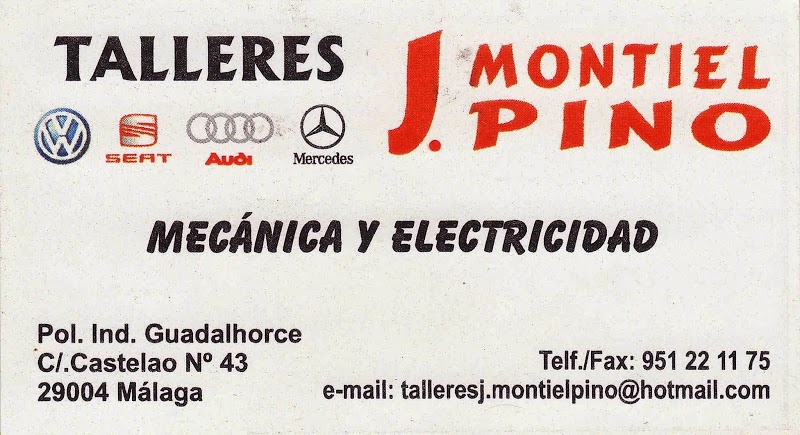 TALLERES
J. MONTIEL
PINO
VW
SEAT
Audi
Mercedes
MECÁNICA Y ELECTRICIDAD
Pol. Ind. Guadalhorce
C/.Castelao Nº 43
29004 Málaga
Telf./Fax: 951 22 11 75
e-mail: talleresj.montielpino@hotmail.com